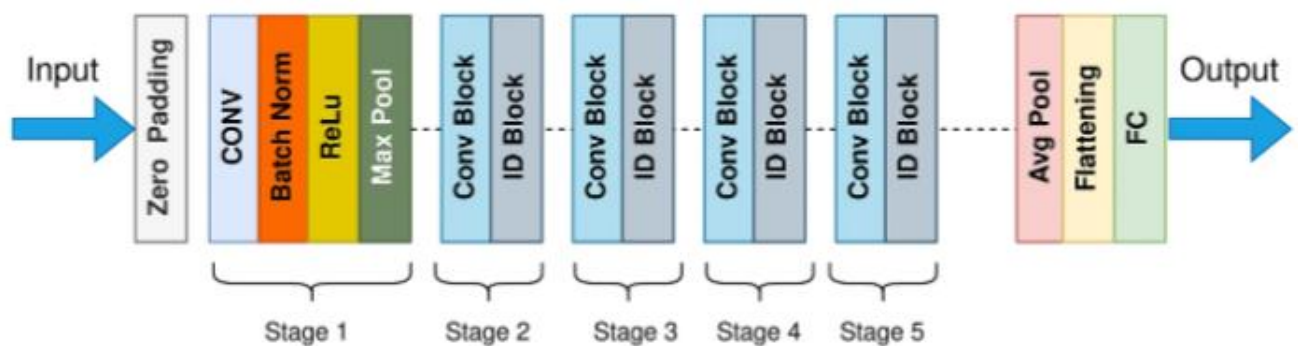 Input
Zero Padding
CONV
Batch Norm
ReLu
Max Pool
Conv Block
ID Block
Conv Block
ID Block
Conv Block
ID Block
Conv Block
ID Block
Avg Pool
Flattening
FC
Output
Stage 1
Stage 2
Stage 3
Stage 4
Stage 5